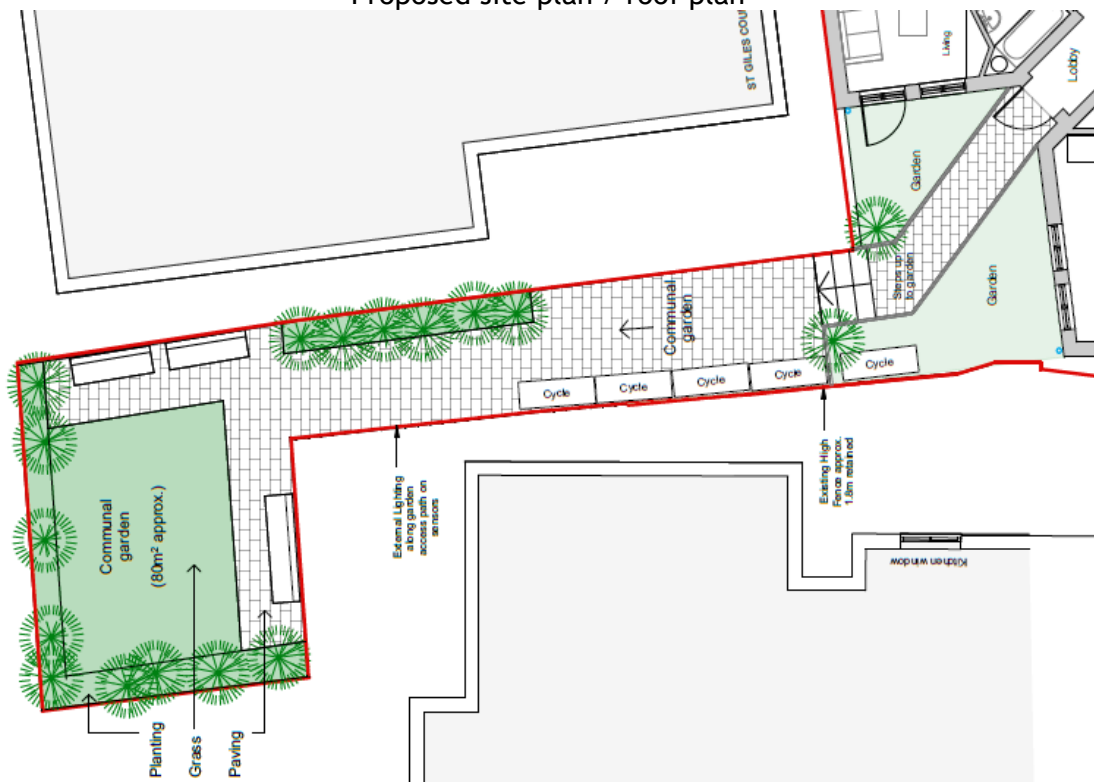 Proposed site plan / roof plan
ST GILES COU
Living
Lobby
Garden
Garden
Steps up
to garden
Communal
garden
Cycle
Cycle
Cycle
Cycle
Cycle
Existing High
Fence approx.
1.8m retained
External Lighting
along garden
access path on
sensors
Kitchen window
Communal
garden
(80m² approx.)
Planting
Grass
Paving